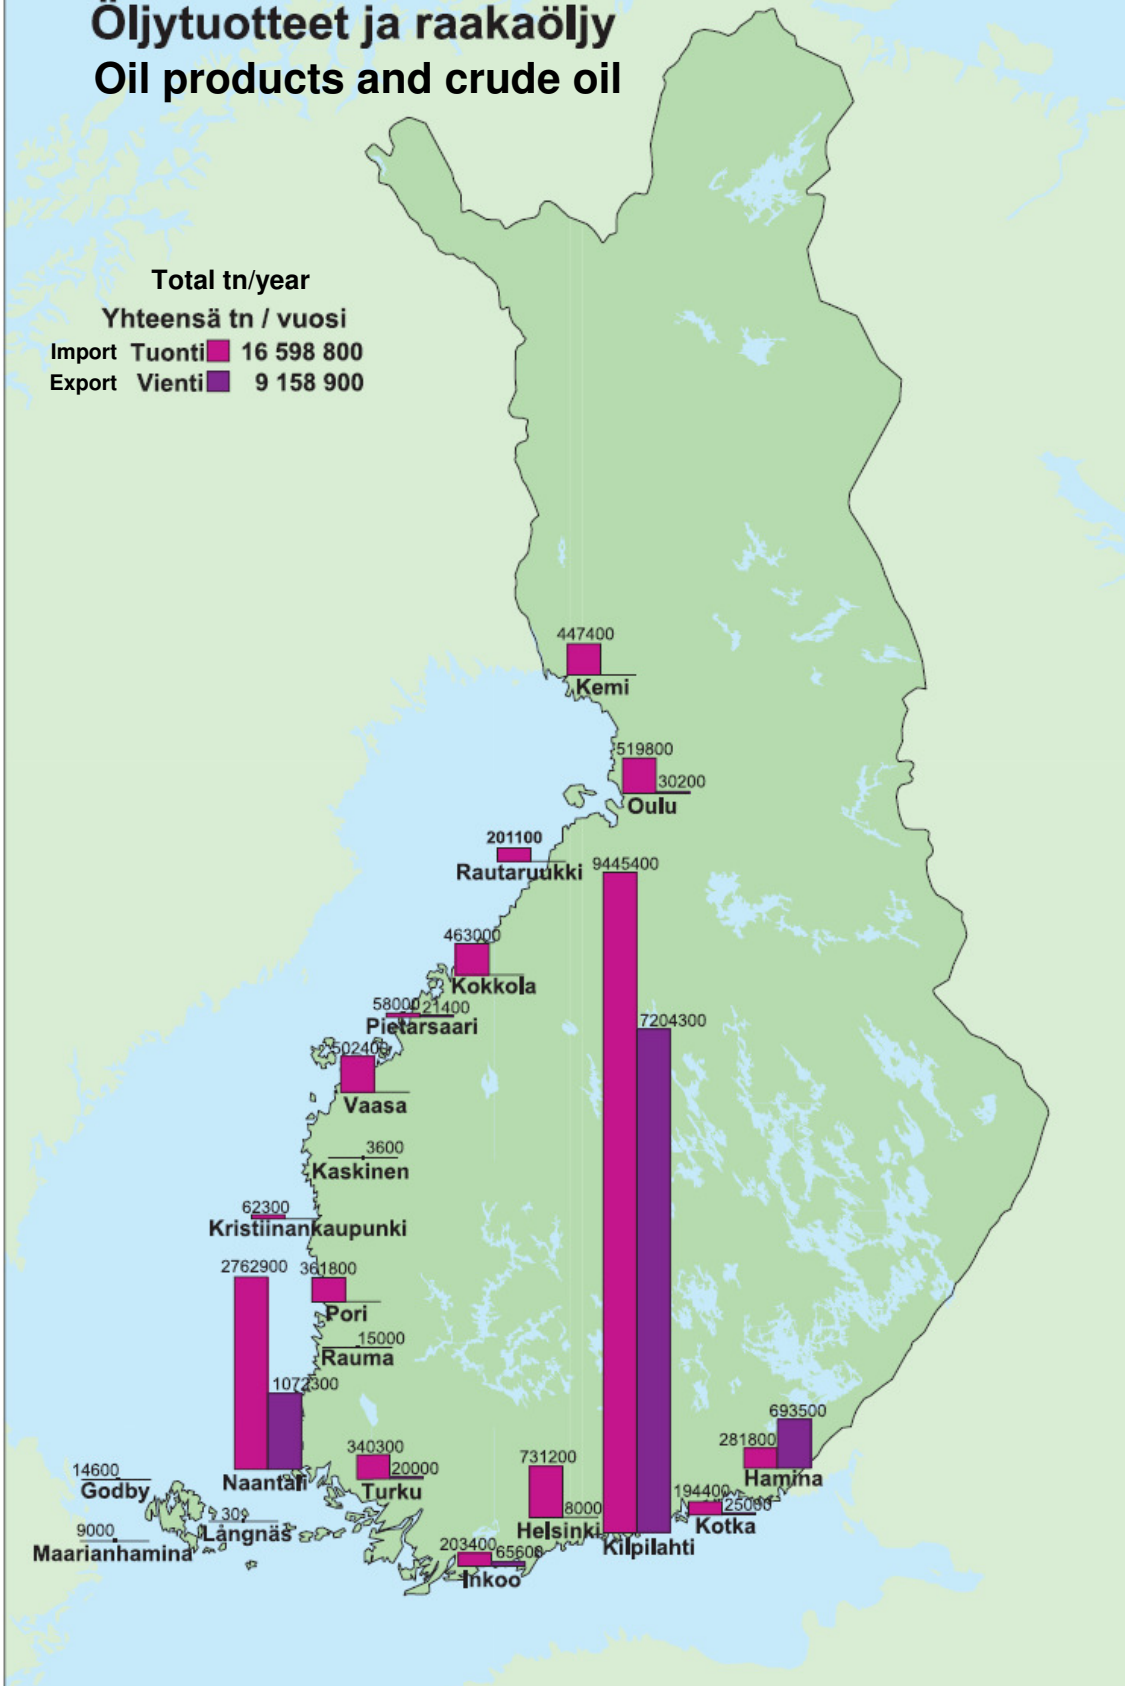 Öljytuotteet ja raakaöljy
Oil products and crude oil
Total tn/year
Yhteensä tn / vuosi
Import Tuonti 16 598 800
Export Vienti 9 158 900
447400
Kemi
519800
30200
Oulu
201100
Rautaruukki
9445400
463000
Kokkola
58000 21400
Pietarsaari
7204300
502400
Vaasa
3600
Kaskinen
62300
Kristiinankaupunki
2762900 361800
Pori
15000
Rauma
1072300
Naantali
693500
281800
Hamina
340300
20000
Turku
731200
8000
Helsinki
Kilpilahti
194400 25000
Kotka
14600
Godby
30
Långnäs
9000
Maarianhamina
203400 65600
Inkoo